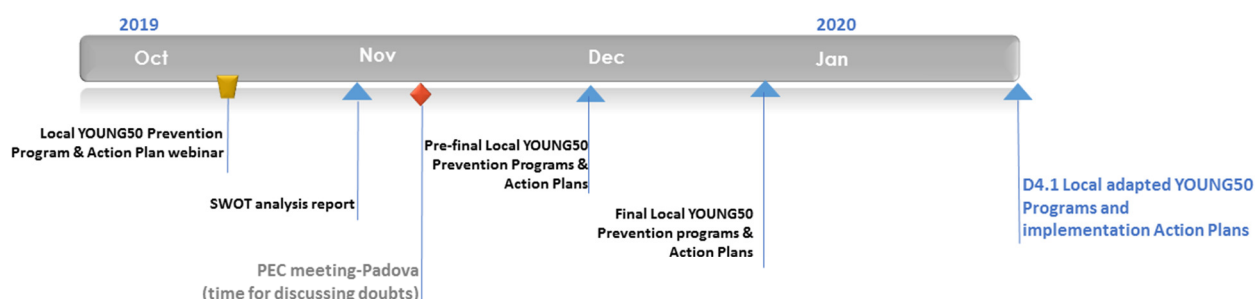 2019
2020
Oct
Nov
Dec
Jan
Local YOUNG50 Prevention
Program & Action Plan webinar
SWOT analysis report
PEC meeting-Padova
(time for discussing doubts)
Pre-final Local YOUNG50
Prevention Programs &
Action Plans
Final Local YOUNG50
Prevention programs &
Action Plans
D4.1 Local adapted YOUNG50
Programs and
implementation Action Plans